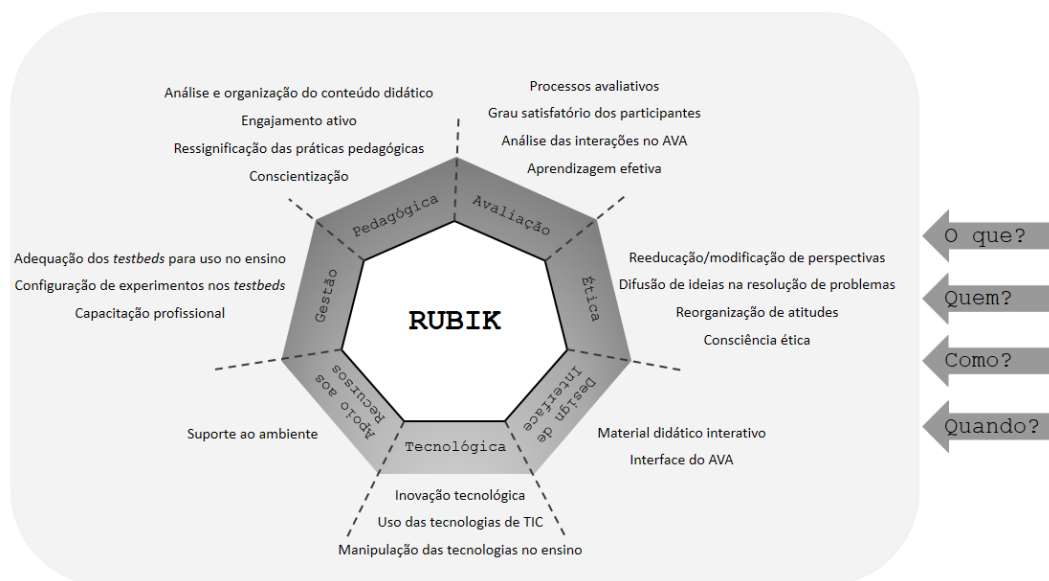 Análise e organização do conteúdo didático
Engajamento ativo
Ressignificação das práticas pedagógicas
Conscientização
Processos avaliativos
Grau satisfatório dos participantes
Análise das interações no AVA
Aprendizagem efetiva
Pedagógica
Avaliação
Adequação dos testbeds para uso no ensino
Configuração de experimentos nos testbeds
Capacitação profissional
Gestão
RUBIK
Ética
Reeducação/modificação de perspectivas
Difusão de ideias na resolução de problemas
Reorganização de atitudes
Consciência ética
Suporte ao ambiente
Apoio aos
Recursos
Tecnológica
Design de
Interface
Material didático interativo
Interface do AVA
Inovação tecnológica
Uso das tecnologias de TIC
Manipulação das tecnologias no ensino
O que?
Quem?
Como?
Quando?